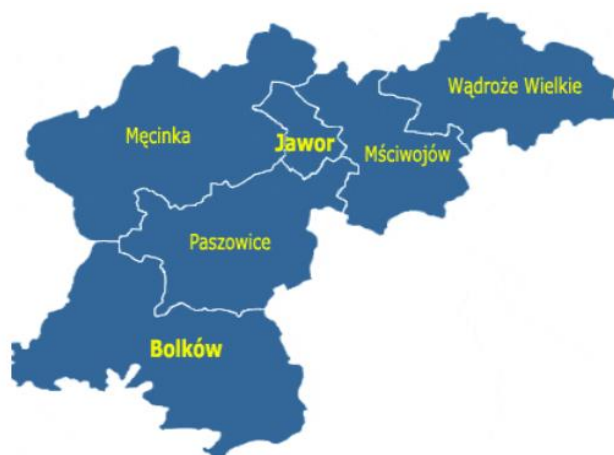 Wądroże Wielkie
Męcinka
Jawor
Mściwojów
Paszowice
Bolków